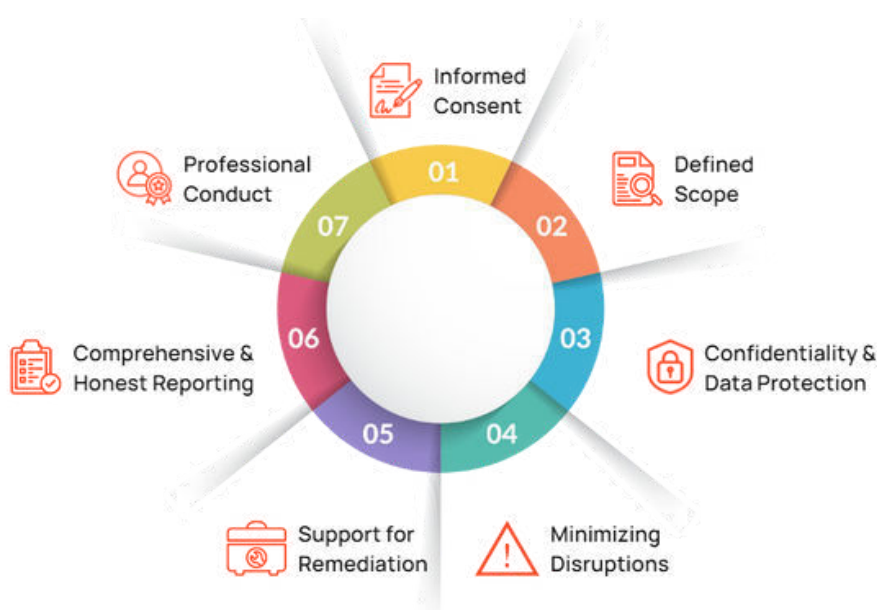 Informed
Consent
01
Defined
Scope
02
Confidentiality &
Data Protection
03
Minimizing
Disruptions
04
Support for
Remediation
05
Comprehensive &
Honest Reporting
06
Professional
Conduct
07